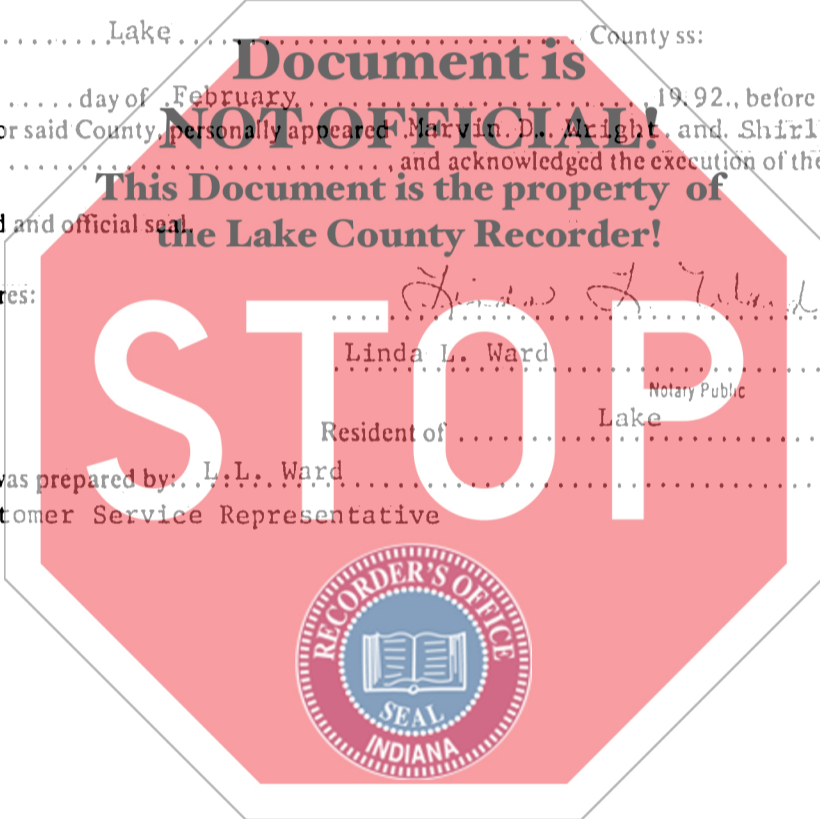 Lake County ss:
Document is
day of February 19.92., before
NOT OFFICIAL!
or said County, personally appeared Marvin D. Wright and Shirl
, and acknowledged the execution of the
This Document is the property of
d and official seal.
the Lake County Recorder!
res:
STOP
Linda L. Ward
Notary Public
Resident of Lake
was prepared by: L.L. Ward
tomer Service Representative
RECORDER'S OFFICE
SEAL
INDIANA